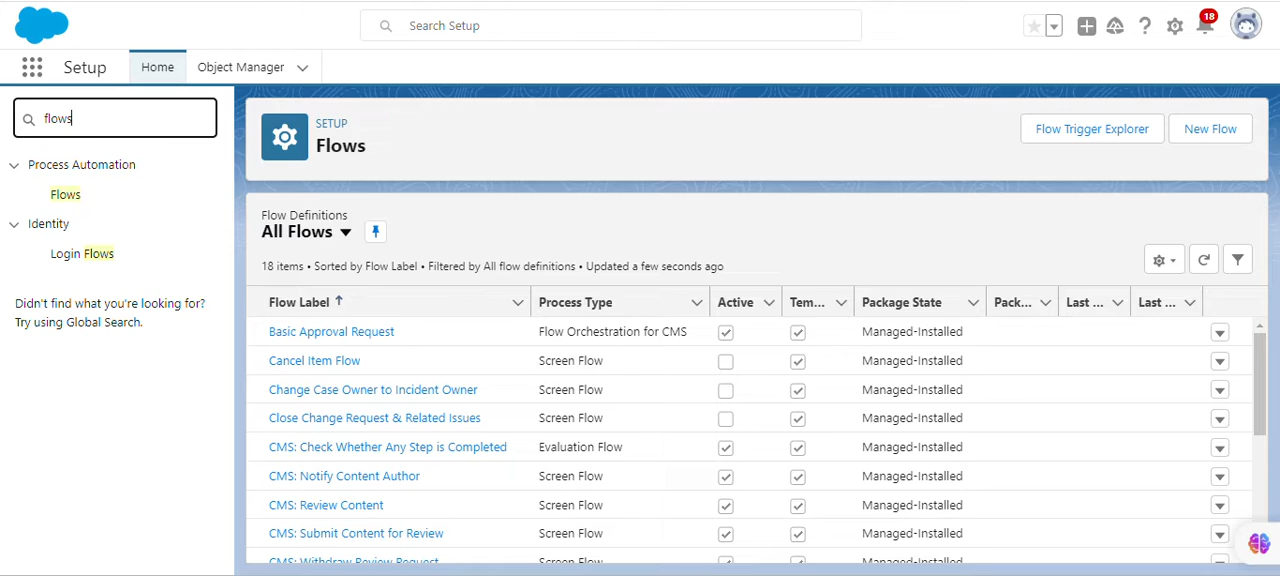 Search Setup
18
Setup
Home
Object Manager
flows
Process Automation
Flows
Identity
Login Flows
Didn't find what you're looking for?
Try using Global Search.
SETUP
Flows
Flow Trigger Explorer
New Flow
Flow Definitions
All Flows
18 items • Sorted by Flow Label • Filtered by All flow definitions • Updated a few seconds ago
Flow Label Process Type Active Tem... Package State Pack... Last ... Last ...
Basic Approval Request Flow Orchestration for CMS Managed-Installed
Cancel Item Flow Screen Flow Managed-Installed
Change Case Owner to Incident Owner Screen Flow Managed-Installed
Close Change Request & Related Issues Screen Flow Managed-Installed
CMS: Check Whether Any Step is Completed Evaluation Flow Managed-Installed
CMS: Notify Content Author Screen Flow Managed-Installed
CMS: Review Content Screen Flow Managed-Installed
CMS: Submit Content for Review Screen Flow Managed-Installed
CMS: Withdraw Review Request Screen Flow Managed-Installed